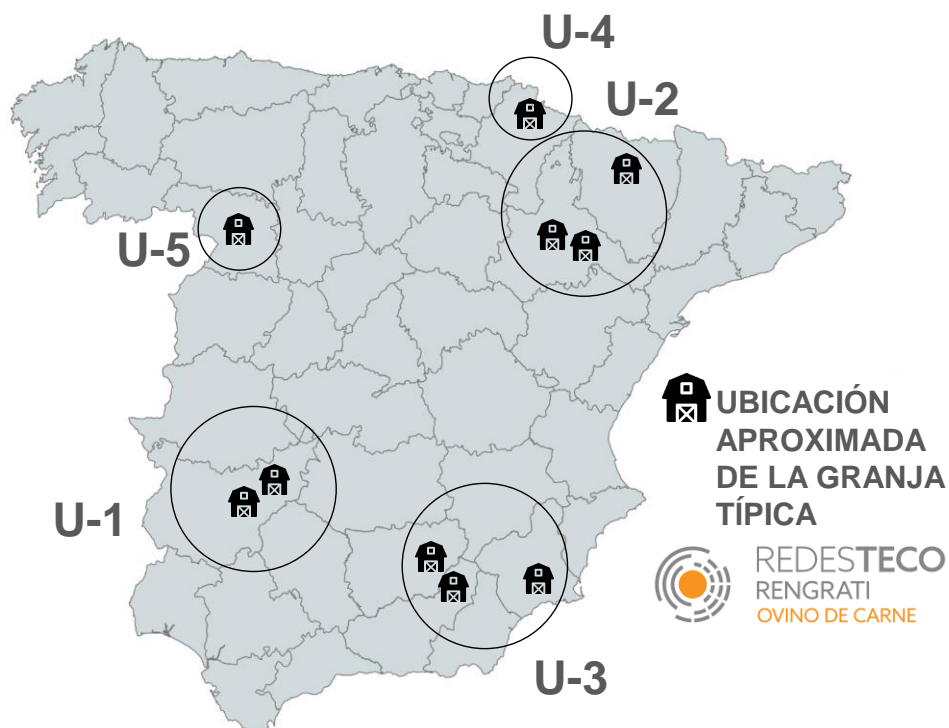 U-4
U-2
U-5
U-1
U-3
UBICACIÓN
APROXIMADA
DE LA GRANJA
TÍPICA
REDESTECO
RENGRATI
OVINO DE CARNE